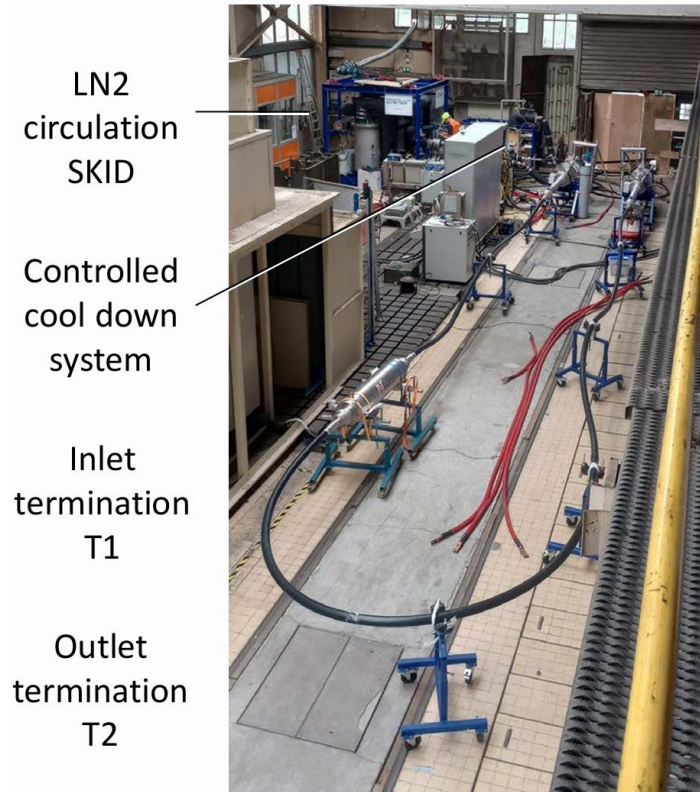 LN2
circulation
SKID
Controlled
cool down
system
Inlet
termination
T1
Outlet
termination
T2